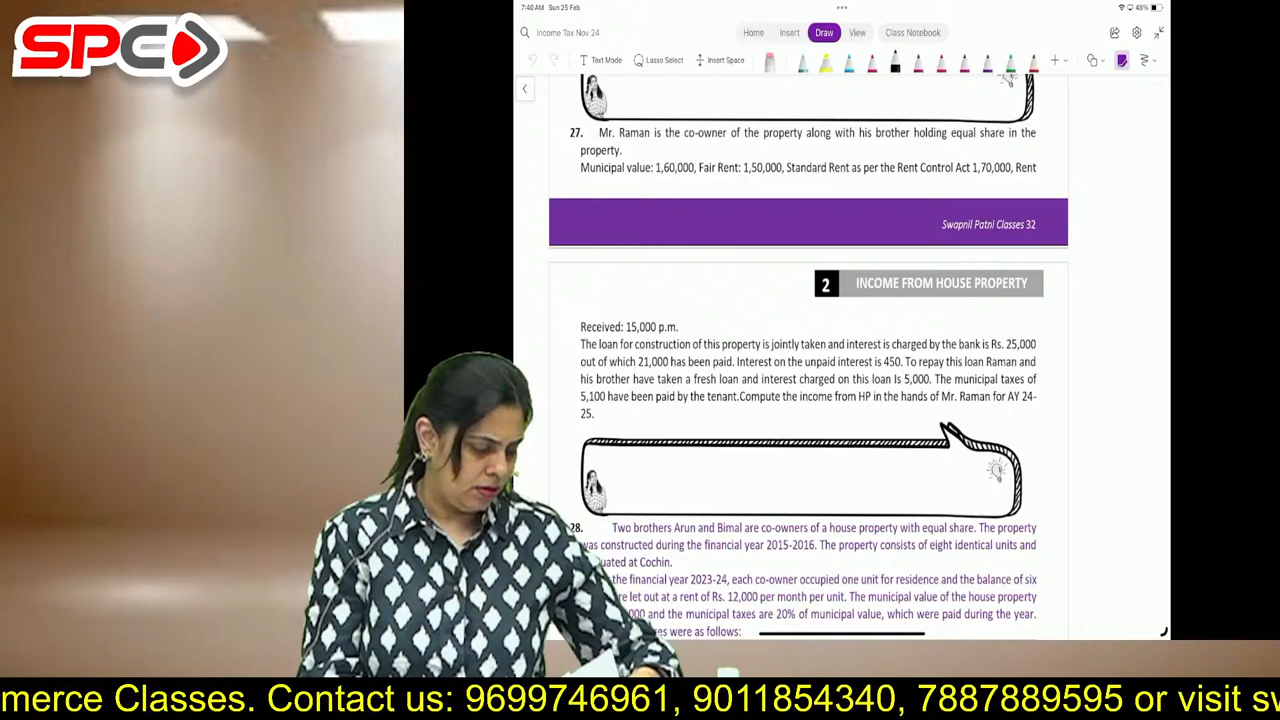 SPC
7:40 AM Sun 25 Feb
48%
Income Tax Nov 24
Home Insert Draw View Class Notebook
Text Mode Lasso Select Insert Space
27. Mr. Raman is the co-owner of the property along with his brother holding equal share in the
property.
Municipal value: 1,60,000, Fair Rent: 1,50,000, Standard Rent as per the Rent Control Act 1,70,000, Rent
Swapnil Patni Classes 32
2 INCOME FROM HOUSE PROPERTY
Received: 15,000 p.m.
The loan for construction of this property is jointly taken and interest is charged by the bank is Rs. 25,000
out of which 21,000 has been paid. Interest on the unpaid interest is 450. To repay this loan Raman and
his brother have taken a fresh loan and interest charged on this loan Is 5,000. The municipal taxes of
5,100 have been paid by the tenant.Compute the income from HP in the hands of Mr. Raman for AY 24-
25.
28. Two brothers Arun and Bimal are co-owners of a house property with equal share. The property
was constructed during the financial year 2015-2016. The property consists of eight identical units and
uated at Cochin.
the financial year 2023-24, each co-owner occupied one unit for residence and the balance of six
re let out at a rent of Rs. 12,000 per month per unit. The municipal value of the house property
000 and the municipal taxes are 20% of municipal value, which were paid during the year.
es were as follows:
mmerce Classes. Contact us: 9699746961, 9011854340, 7887889595 or visit sw